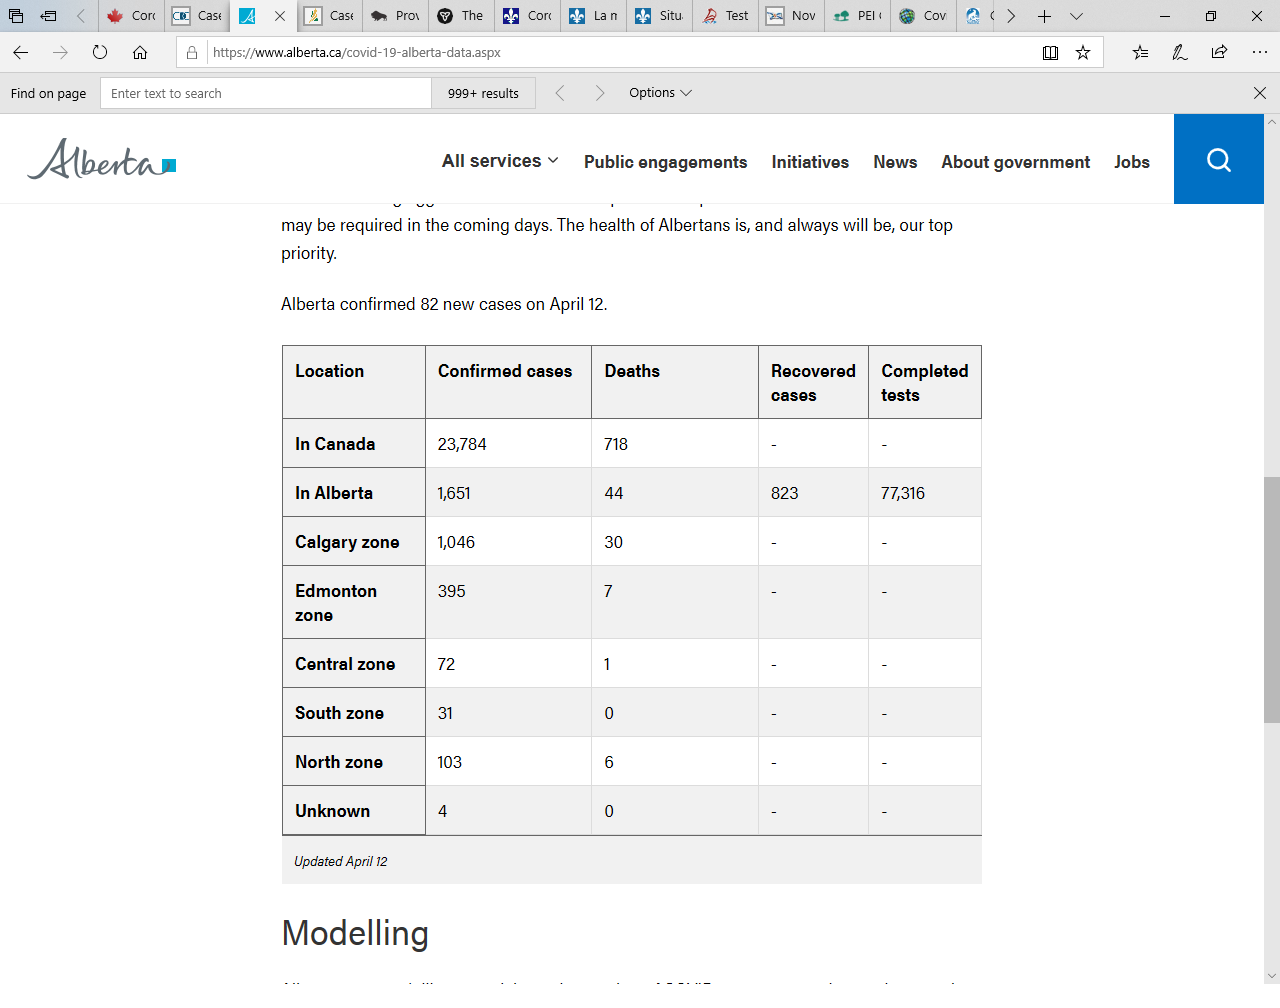 Cord
Case
Case
Prov
The
Cord
La m
Situ
Test
Nov
PEI
Cov
https://www.alberta.ca/covid-19-alberta-data.aspx
Find on page
Enter text to search
999+ results
Options
Alberta
All services
Public engagements
Initiatives
News
About government
Jobs
may be required in the coming days. The health of Albertans is, and always will be, our top
priority.
Alberta confirmed 82 new cases on April 12.
Location Confirmed cases Deaths Recovered cases Completed tests
In Canada 23,784 718 - -
In Alberta 1,651 44 823 77,316
Calgary zone 1,046 30 - -
Edmonton zone 395 7 - -
Central zone 72 1 - -
South zone 31 0 - -
North zone 103 6 - -
Unknown 4 0 - -
Updated April 12
Modelling